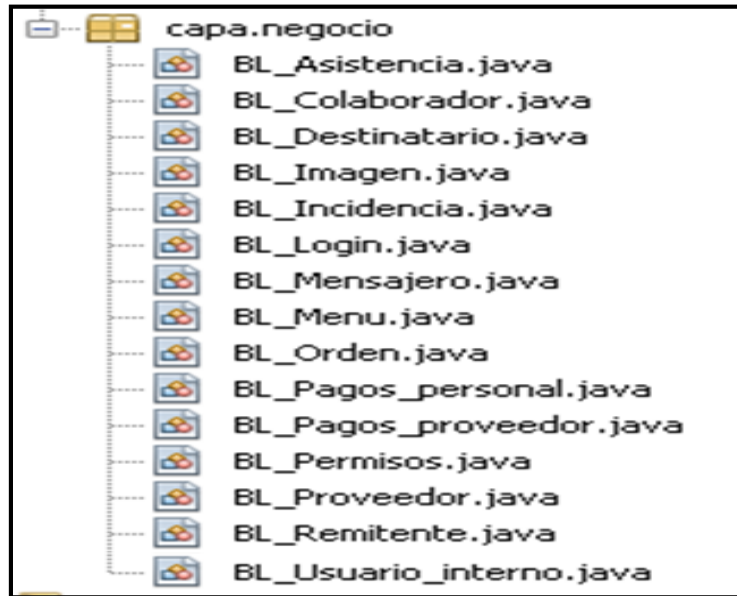 capa.negocio
BL_Asistencia.java
BL_Colaborador.java
BL_Destinatario.java
BL_Imagen.java
BL_Incidencia.java
BL_Login.java
BL_Mensajero.java
BL_Menu.java
BL_Orden.java
BL_Pagos_personal.java
BL_Pagos_proveedor.java
BL_Permisos.java
BL_Proveedor.java
BL_Remitente.java
BL_Usuario_interno.java